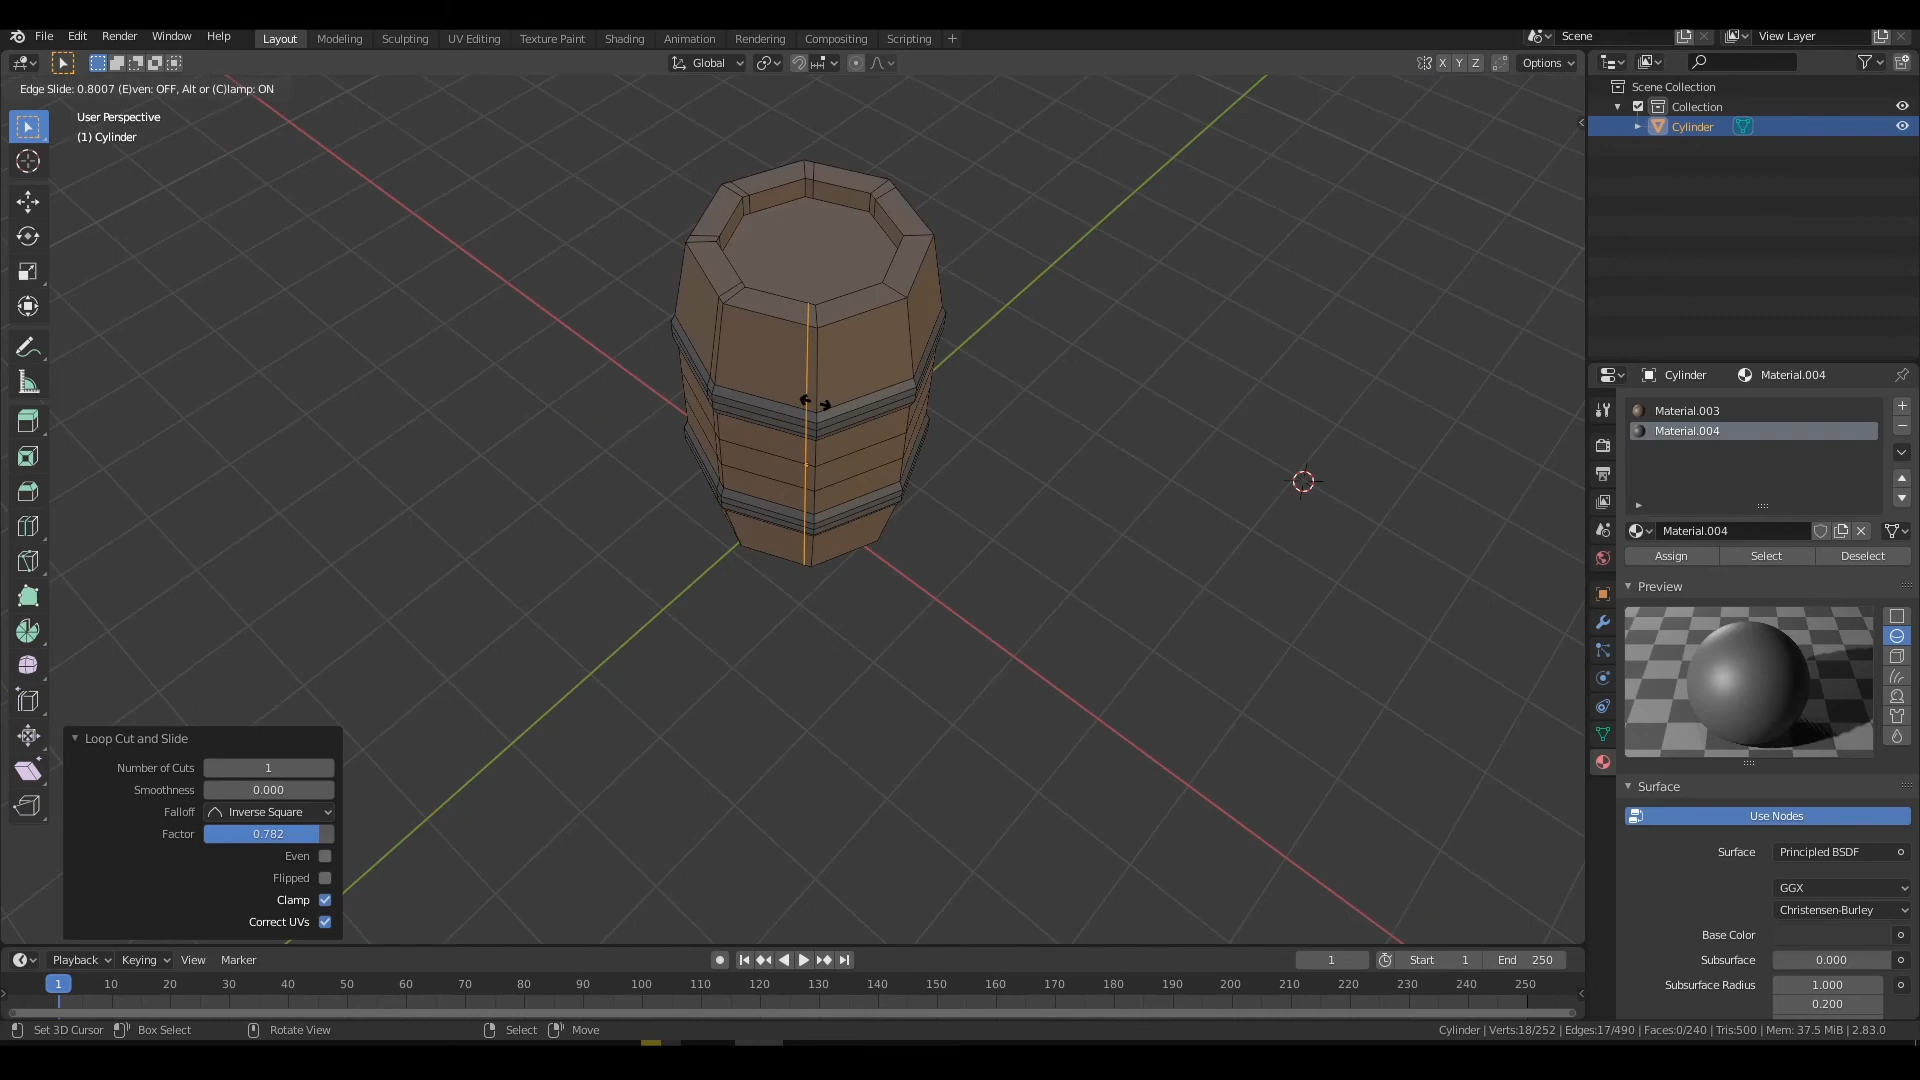 File Edit Render Window Help
Layout Modeling Sculpting UV Editing Texture Paint Shading Animation Rendering Compositing Scripting +
Scene
View Layer
Global
X Y Z
Options
Edge Slide: 0.8007 (E)ven: OFF, Alt or (C)lamp: ON
User Perspective
(1) Cylinder
Scene Collection
Collection
Cylinder
Cylinder
Material.004
Material.003
Material.004
Material.004
Assign Select Deselect
Preview
Surface
Use Nodes
Surface Principled BSDF
GGX
Christensen-Burley
Base Color
Subsurface 0.000
Subsurface Radius 1.000
0.200
Loop Cut and Slide
Number of Cuts 1
Smoothness 0.000
Falloff Inverse Square
Factor 0.782
Even
Flipped
Clamp
Correct UVs
Playback Keying View Marker
1
Start 1
End 250
1 10 20 30 40 50 60 70 80 90 100 110 120 130 140 150 160 170 180 190 200 210 220 230 240 250
Set 3D Cursor Box Select Rotate View Select Move
Cylinder | Verts:18/252 | Edges:17/490 | Faces:0/240 | Tris:500 | Mem: 37.5 MiB | 2.83.0